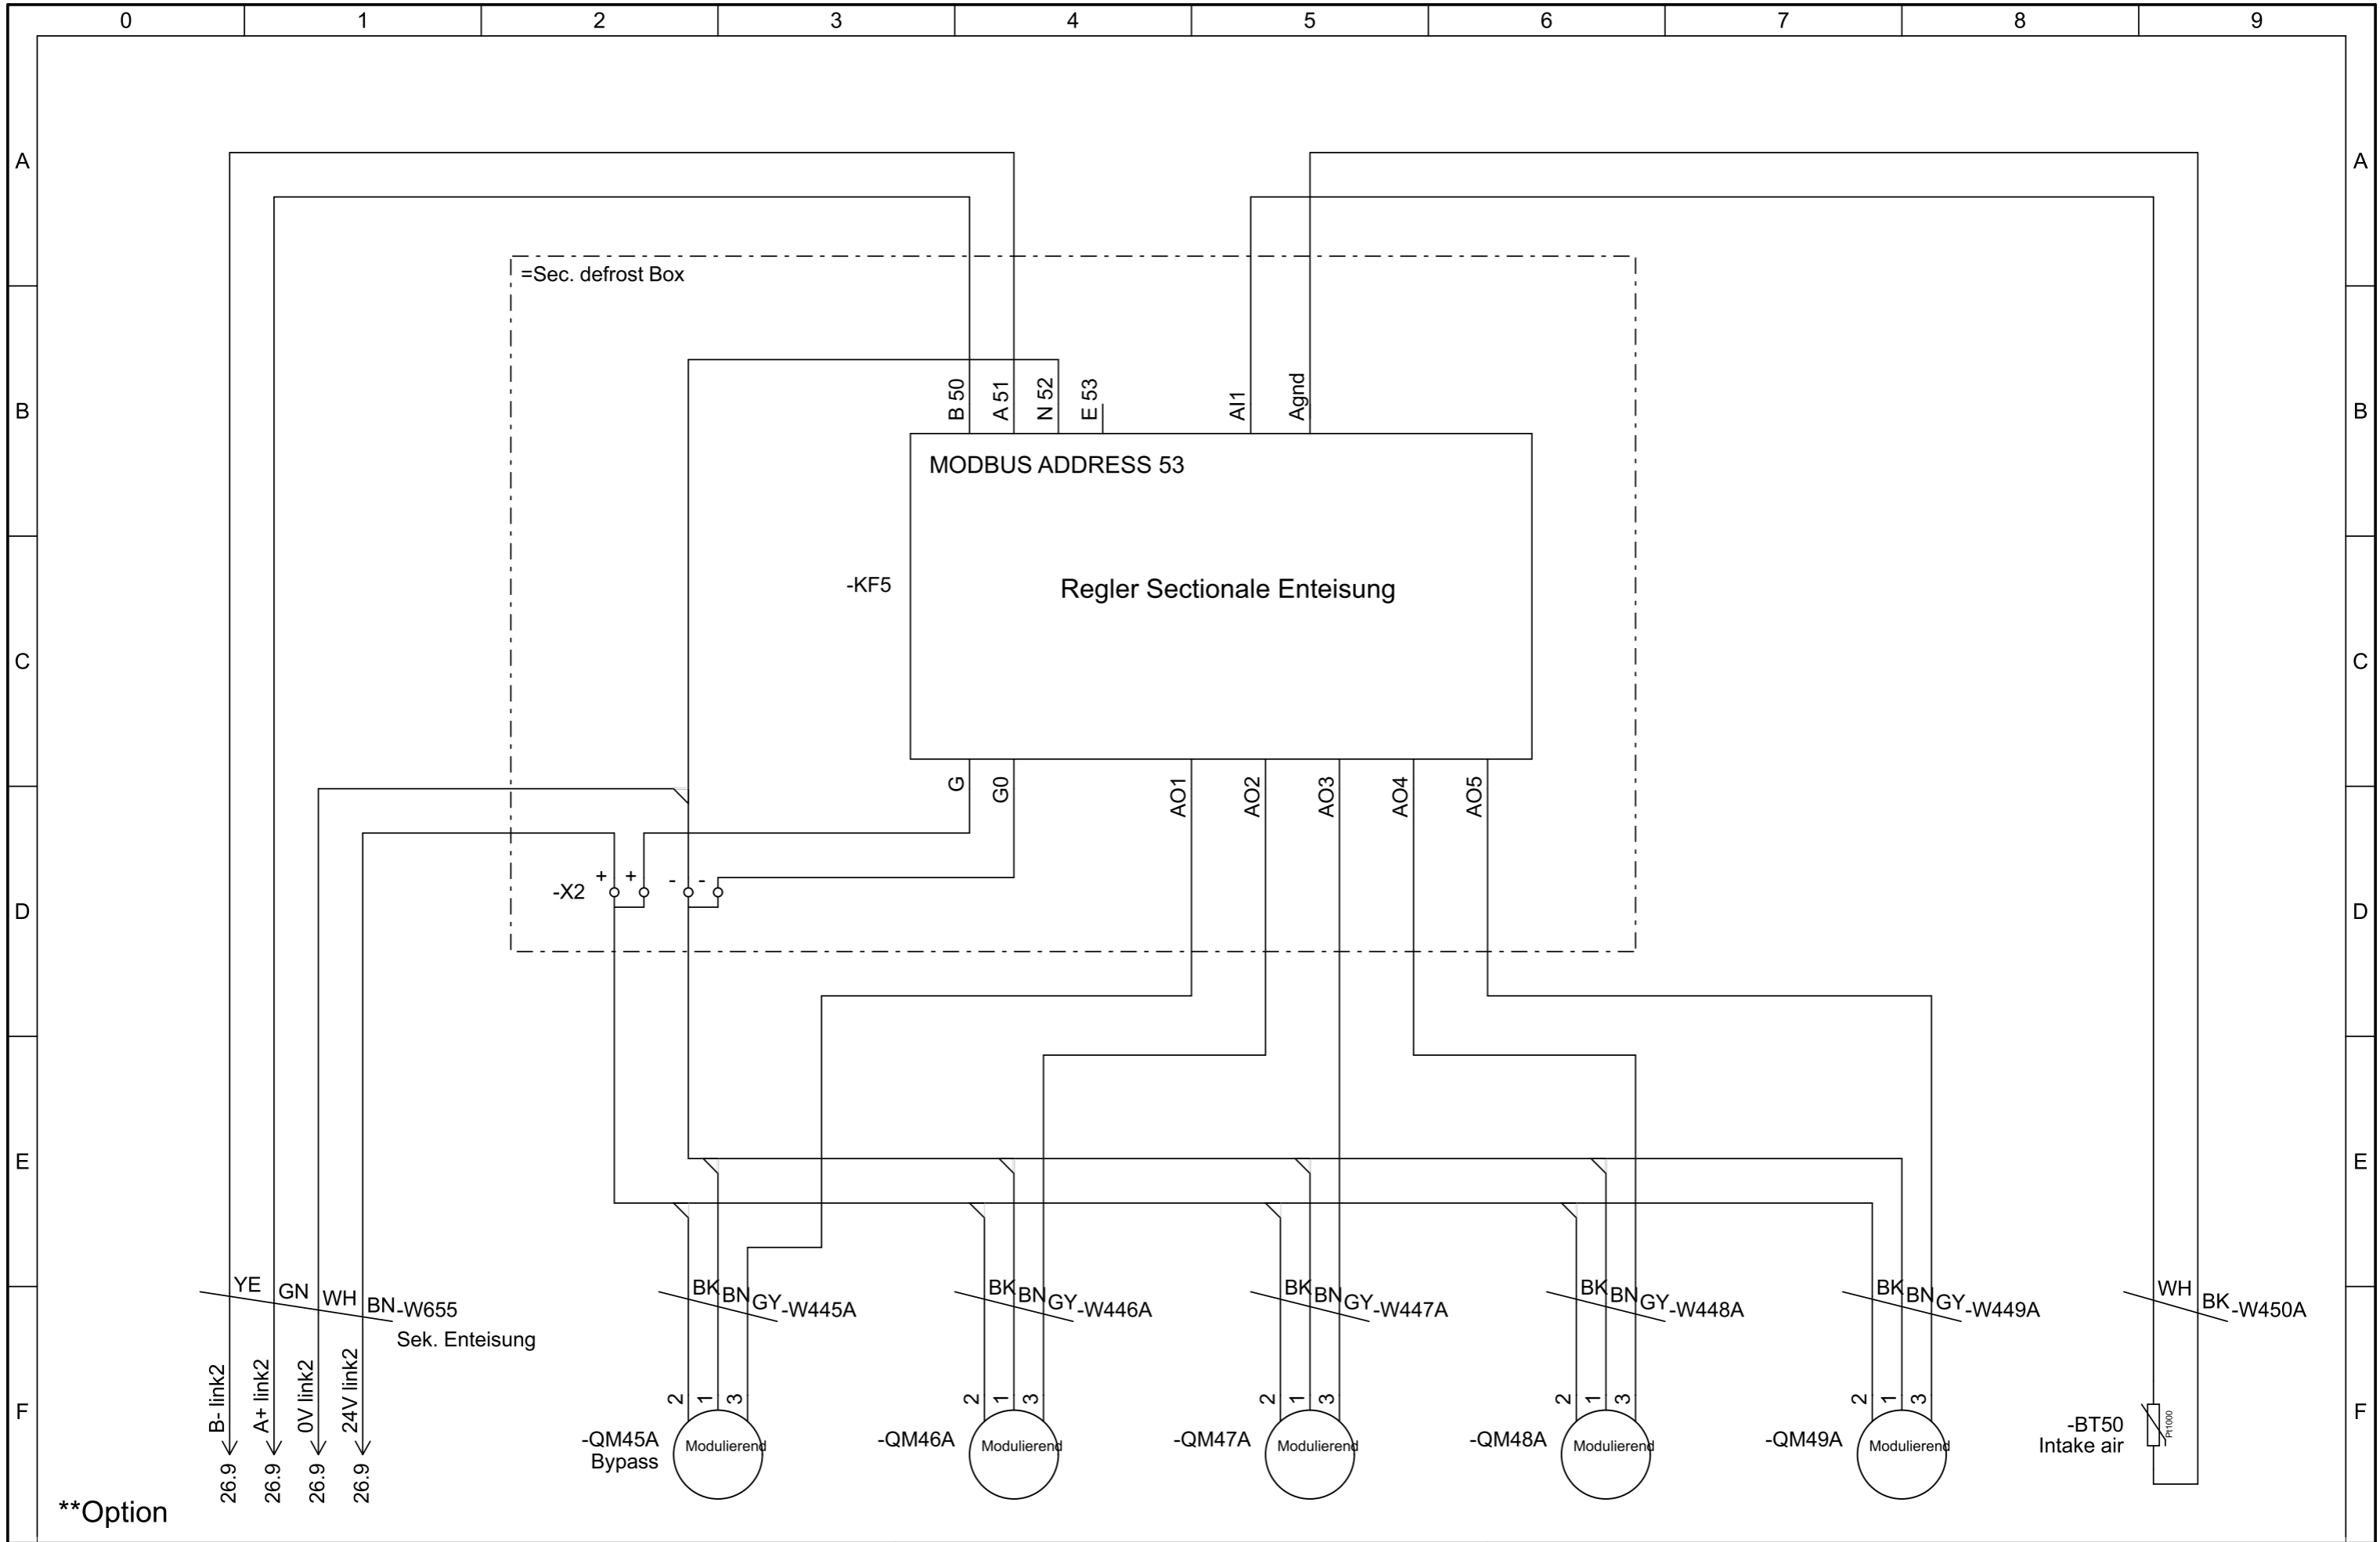 0 1 2 3 4 5 6 7 8 9
A A
=Sec. defrost Box
B 50 A 51 N 52 E 53 AI1 Agnd
B B
MODBUS ADDRESS 53
-KF5 Regler Sectionale Enteisung
C C
G G0 AO1 AO2 AO3 AO4 AO5
-X2 + + - -
D D
E E
YE GN WH BN -W655
Sek. Enteisung
BK BN GY -W445A
BK BN GY -W446A
BK BN GY -W447A
BK BN GY -W448A
BK BN GY -W449A
WH BK -W450A
B- link2 A+ link2 0V link2 24V link2
F F
2 1 3 2 1 3 2 1 3 2 1 3 2 1 3
-QM45A Modulierend
Bypass
-QM46A Modulierend
-QM47A Modulierend
-QM48A Modulierend
-QM49A Modulierend
-BT50 Pt1000
Intake air
26.9 26.9 26.9 26.9
**Option